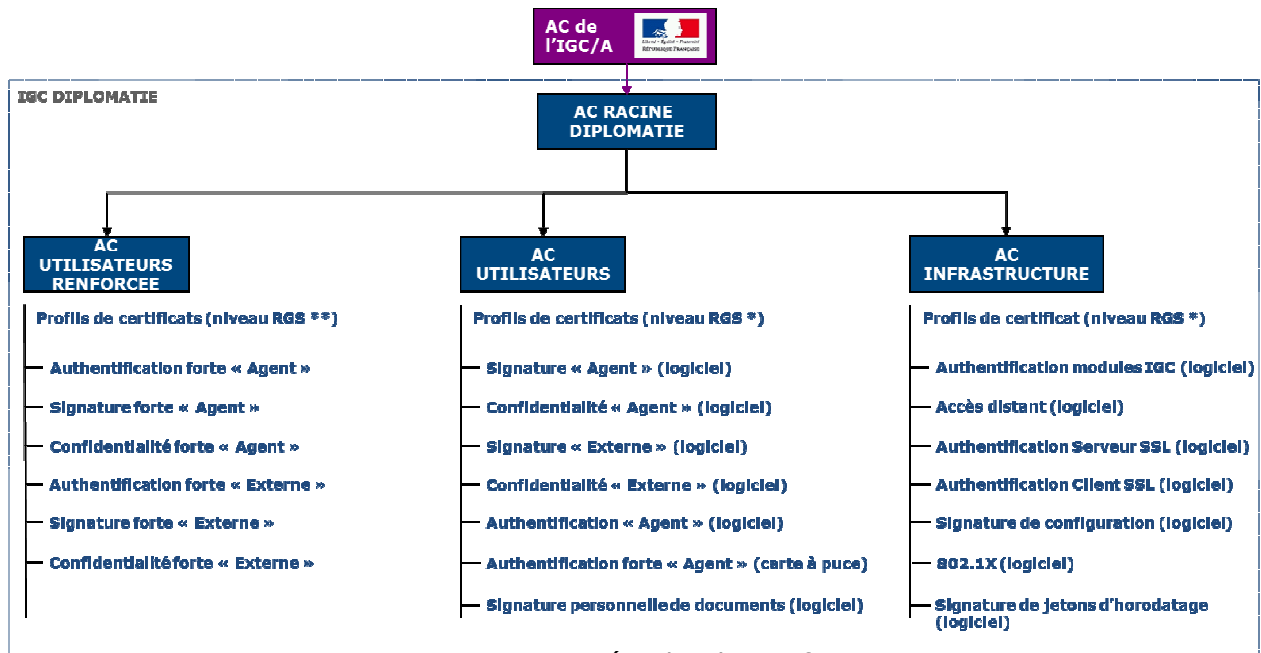 AC de
l'IGC/A
Liberté • Égalité • Fraternité
RÉPUBLIQUE FRANÇAISE
IGC DIPLOMATIE
AC RACINE
DIPLOMATIE
AC
UTILISATEURS
RENFORCEE
Profils de certificats (niveau RGS **)
Authentification forte « Agent »
Signature forte « Agent »
Confidentialité forte « Agent »
Authentification forte « Externe »
Signature forte « Externe »
Confidentialité forte « Externe »
AC
UTILISATEURS
Profils de certificats (niveau RGS *)
Signature « Agent » (logiciel)
Confidentialité « Agent » (logiciel)
Signature « Externe » (logiciel)
Confidentialité « Externe » (logiciel)
Authentification « Agent » (logiciel)
Authentification forte « Agent » (carte à puce)
Signature personnelle de documents (logiciel)
AC
INFRASTRUCTURE
Profils de certificat (niveau RGS *)
Authentification modules IGC (logiciel)
Accès distant (logiciel)
Authentification Serveur SSL (logiciel)
Authentification Client SSL (logiciel)
Signature de configuration (logiciel)
802.1X (logiciel)
Signature de jetons d'horodatage
(logiciel)